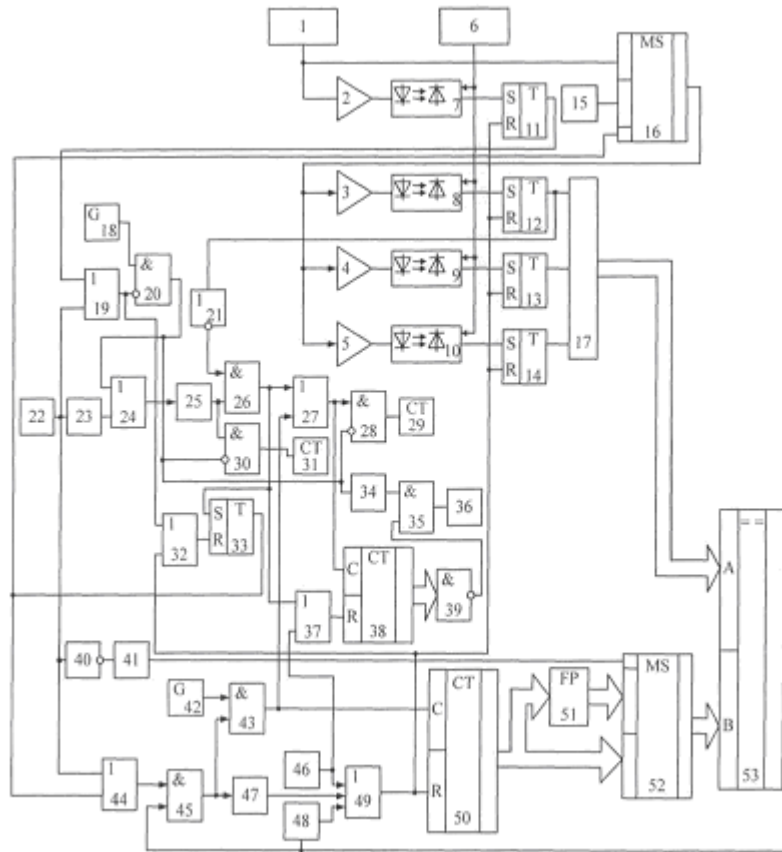 1
6
MS
16
2
7
S T
R 11
15
3
8
S T
R 12
G
18
&
20
1
19
4
9
S T
R 13
1
21
5
10
S T
R 14
17
22
23
1
24
25
&
26
1
27
&
28
CT
29
&
30
CT
31
34
&
35
36
1
32
S T
R 33
C CT
R 38
&
39
1
37
== 
A
B
53
40
41
G
42
&
43
C CT
R 50
FP
51
MS
52
1
44
&
45
46
47
48
1
49